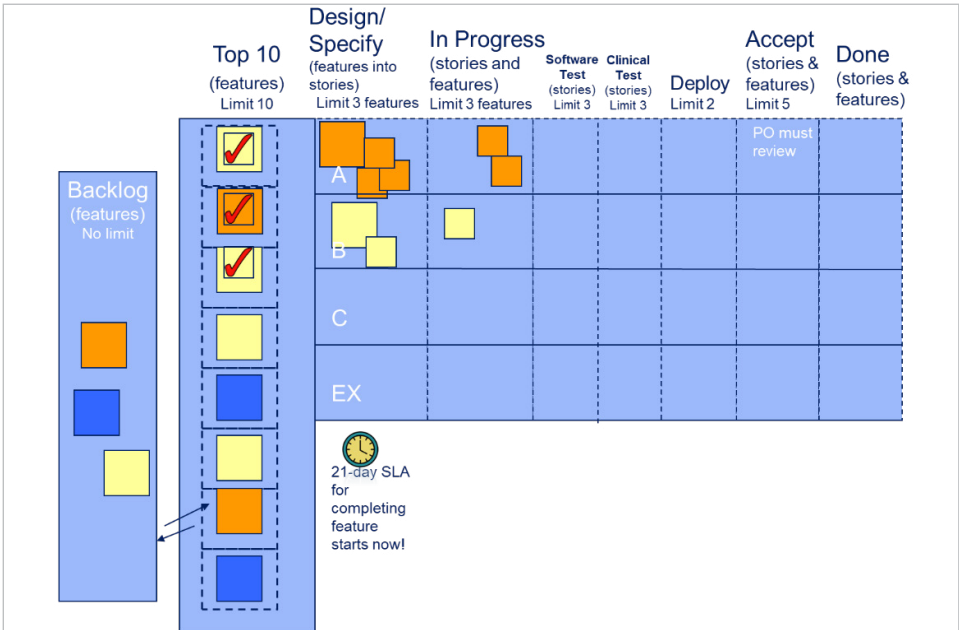 Backlog
(features)
No limit
Top 10
(features)
Limit 10
Design/
Specify
(features into
stories)
Limit 3 features
In Progress
(stories and
features)
Limit 3 features
Software
Test
(stories)
Limit 3
Clinical
Test
(stories)
Limit 3
Deploy
Limit 2
Accept
(stories &
features)
Limit 5
Done
(stories &
features)
PO must
review
A
B
C
EX
21-day SLA
for
completing
feature
starts now!